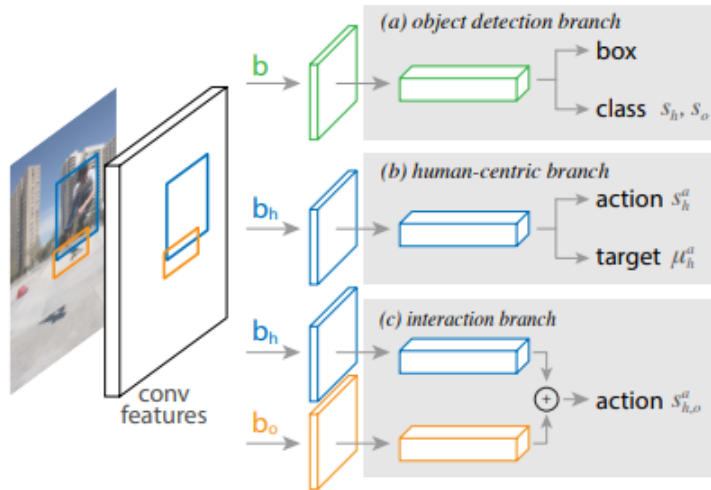 (a) object detection branch
b
box
class s_h, s_o
(b) human-centric branch
b_h
action s_h^a
target μ_h^a
(c) interaction branch
b_h
conv
features
+
action s_{h,o}^a
b_o